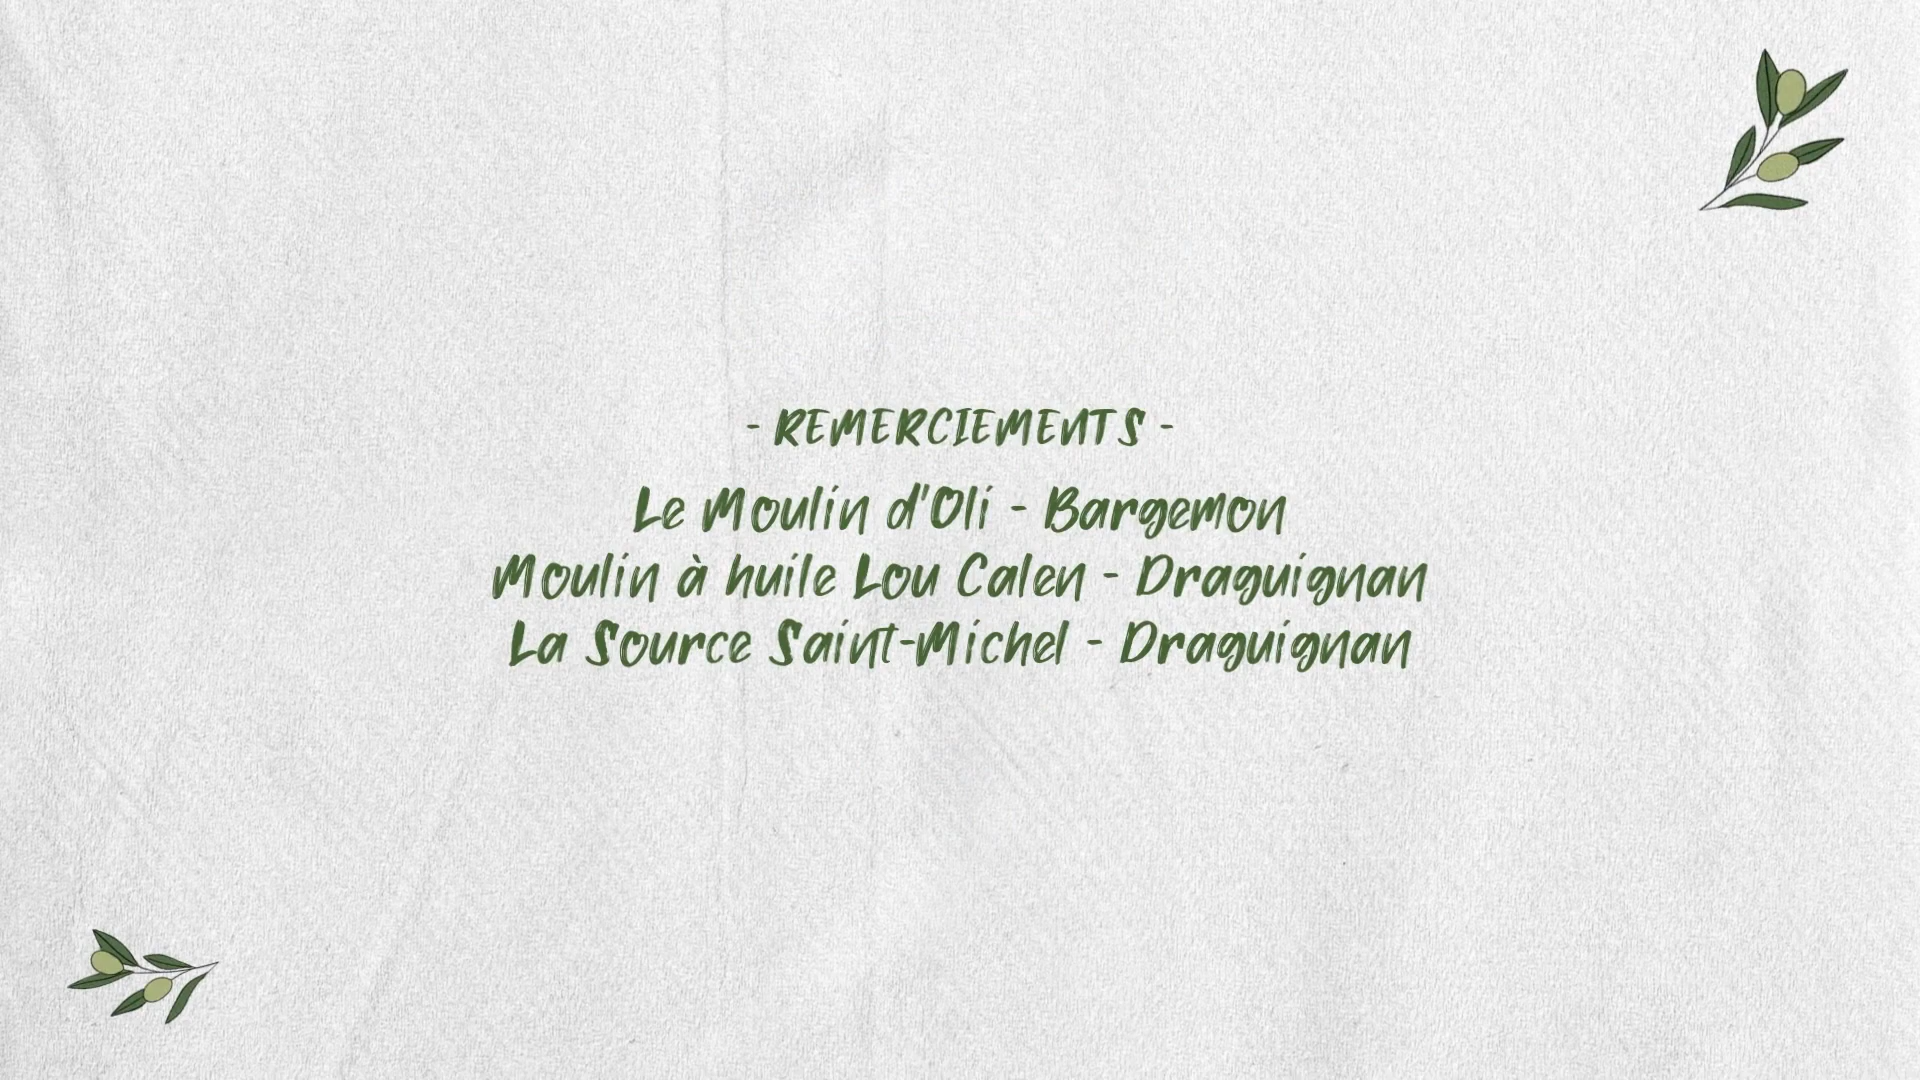 - REMERCIEMENTS -
Le Moulin d'Oli - Bargemon
Moulin à huile Lou Calen - Draguignan
La Source Saint-Michel - Draguignan